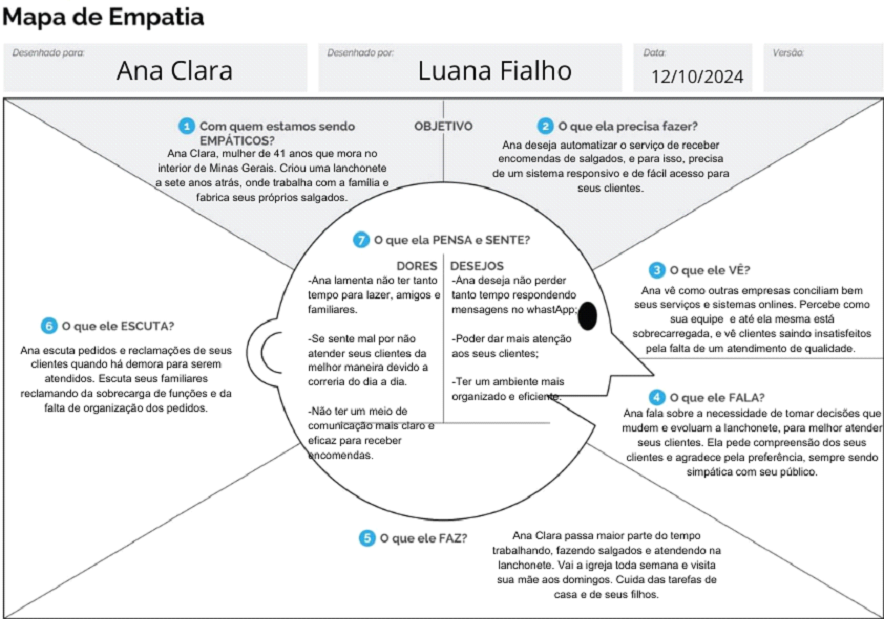 Mapa de Empatia
Desenhado para:
Ana Clara
Desenhado por:
Luana Fialho
Data:
12/10/2024
Versão:
1 Com quem estamos sendo
EMPÁTICOS?
Ana Clara, mulher de 41 anos que mora no
interior de Minas Gerais. Criou uma lanchonete
a sete anos atrás, onde trabalha com a família e
fabrica seus próprios salgados.
OBJETIVO
2 O que ela precisa fazer?
Ana deseja automatizar o serviço de receber
encomendas de salgados, e para isso, precisa
de um sistema responsivo e de fácil acesso para
seus clientes.
3 O que ele VÊ?
Ana vê como outras empresas conciliam bem
seus serviços e sistemas onlines. Percebe como
sua equipe e até ela mesma está
sobrecarregada, e vê clientes saindo insatisfeitos
pela falta de um atendimento de qualidade.
4 O que ele FALA?
Ana fala sobre a necessidade de tomar decisões que
mudem e evoluam a lanchonete, para melhor atender
seus clientes. Ela pede compreensão dos seus
clientes e agradece pela preferência, sempre sendo
simpática com seu público.
5 O que ele FAZ?
Ana Clara passa maior parte do tempo
trabalhando, fazendo salgados e atendendo na
lanchonete. Vai a igreja toda semana e visita
sua mãe aos domingos. Cuida das tarefas de
casa e de seus filhos.
6 O que ele ESCUTA?
Ana escuta pedidos e reclamações de seus
clientes quando há demora para serem
atendidos. Escuta seus familiares
reclamando da sobrecarga de funções e da
falta de organização dos pedidos.
7 O que ela PENSA e SENTE?
DORES
-Ana lamenta não ter tanto
tempo para lazer, amigos e
familiares.
-Se sente mal por não
atender seus clientes da
melhor maneira devido a
correria do dia a dia.
-Não ter um meio de
comunicação mais claro e
eficaz para receber
encomendas.
DESEJOS
-Ana deseja não perder
tanto tempo respondendo
mensagens no whastApp;
-Poder dar mais atenção
aos seus clientes;
-Ter um ambiente mais
organizado e eficiente.